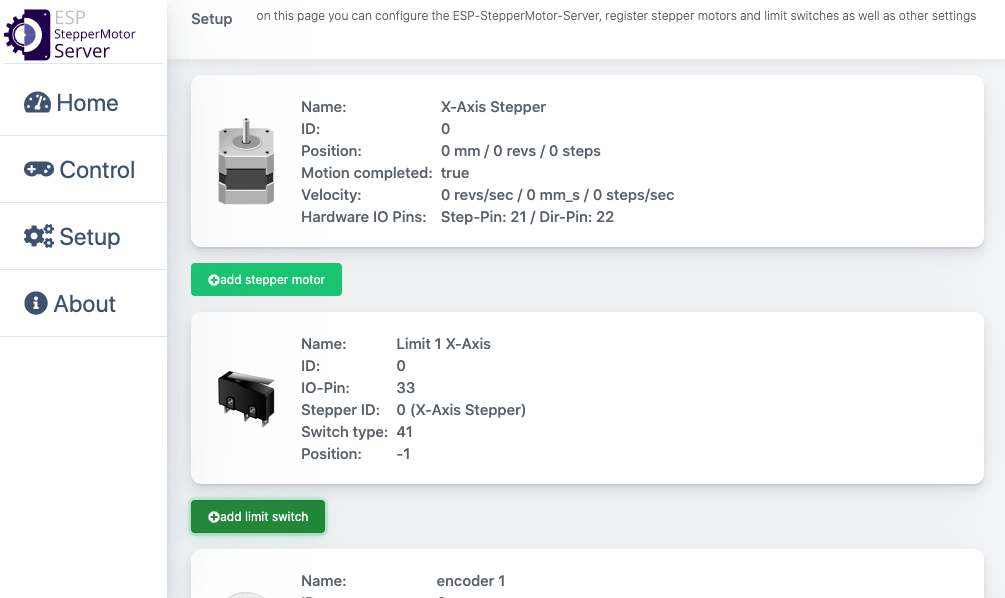 ESP
StepperMotor
Server
Home
Control
Setup
About
Setup on this page you can configure the ESP-StepperMotor-Server, register stepper motors and limit switches as well as other settings
Name: X-Axis Stepper
ID: 0
Position: 0 mm / 0 revs / 0 steps
Motion completed: true
Velocity: 0 revs/sec / 0 mm_s / 0 steps/sec
Hardware IO Pins: Step-Pin: 21 / Dir-Pin: 22
add stepper motor
Name: Limit 1 X-Axis
ID: 0
IO-Pin: 33
Stepper ID: 0 (X-Axis Stepper)
Switch type: 41
Position: -1
add limit switch
Name: encoder 1